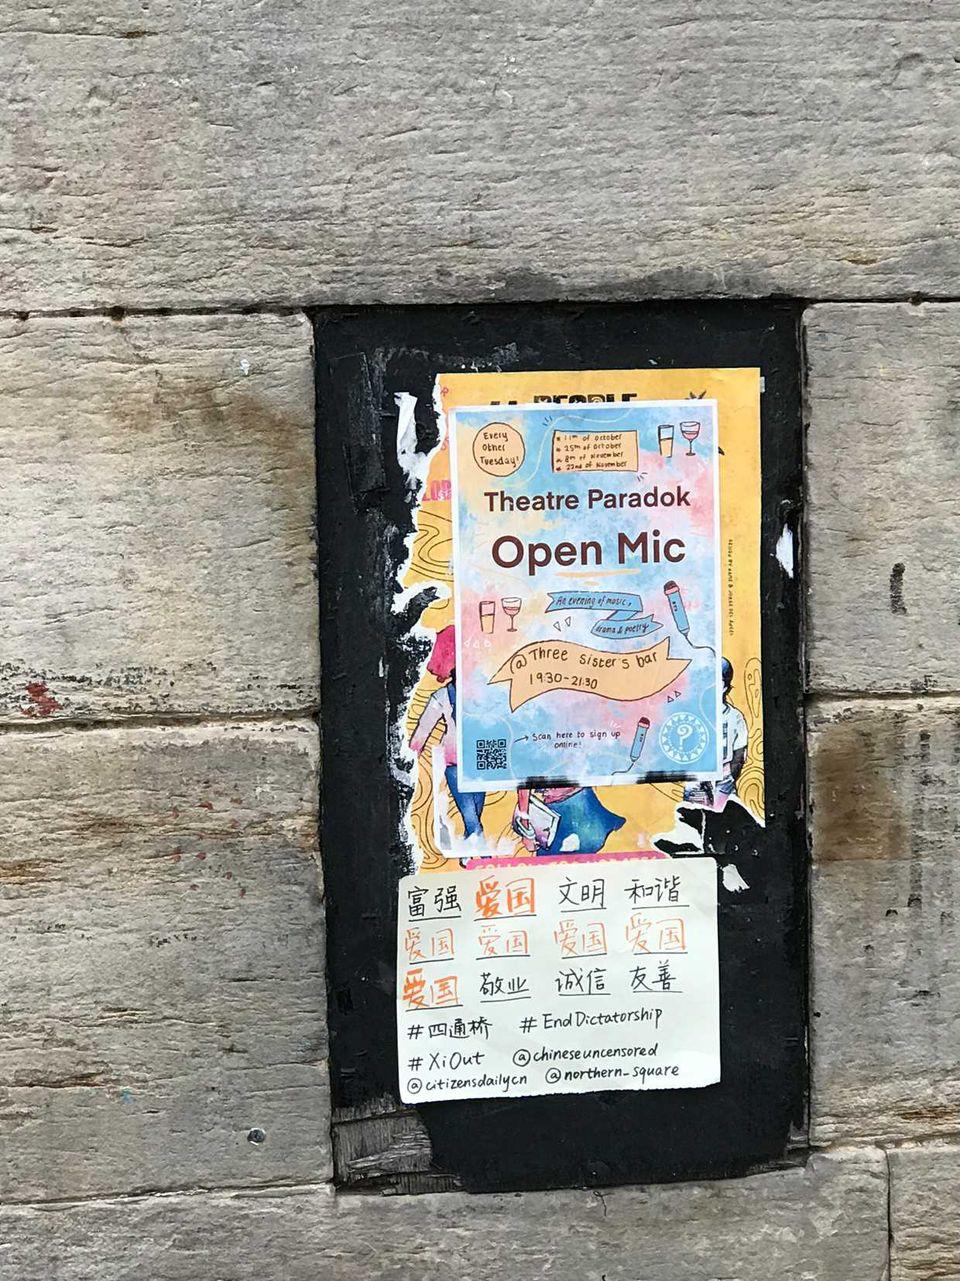 PEOPLE
Every
Other
Tuesday!
11th of October
25th of October
8th of November
22nd of November
Theatre Paradok
Open Mic
An evening of music,
drama & poetry
@ Three sister's bar
19:30-21:30
Scan here to sign up
online!
富强 爱国 文明 和谐
爱国 爱国 爱国 爱国
爱国 敬业 诚信 友善
#四通桥 #EndDictatorship
#XiOut @chineseuncensored
@citizensdailycn @northern_square